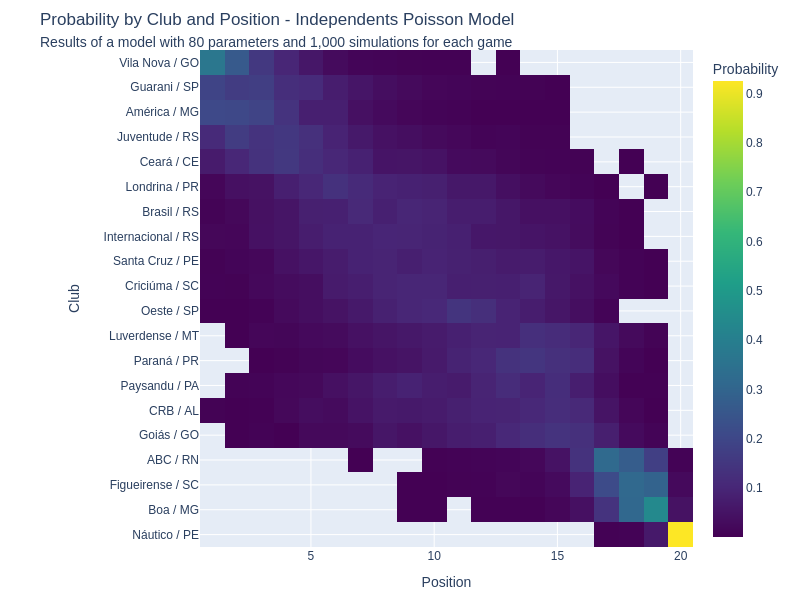 Probability by Club and Position - Independents Poisson Model
Results of a model with 80 parameters and 1,000 simulations for each game
Probability
Vila Nova / GO
Guarani / SP
América / MG
Juventude / RS
Ceará / CE
Londrina / PR
Brasil / RS
Internacional / RS
Santa Cruz / PE
Criciúma / SC
Oeste / SP
Luverdense / MT
Paraná / PR
Paysandu / PA
CRB / AL
Goiás / GO
ABC / RN
Figueirense / SC
Boa / MG
Náutico / PE
Club
5
10
15
20
Position
0.9
0.8
0.7
0.6
0.5
0.4
0.3
0.2
0.1